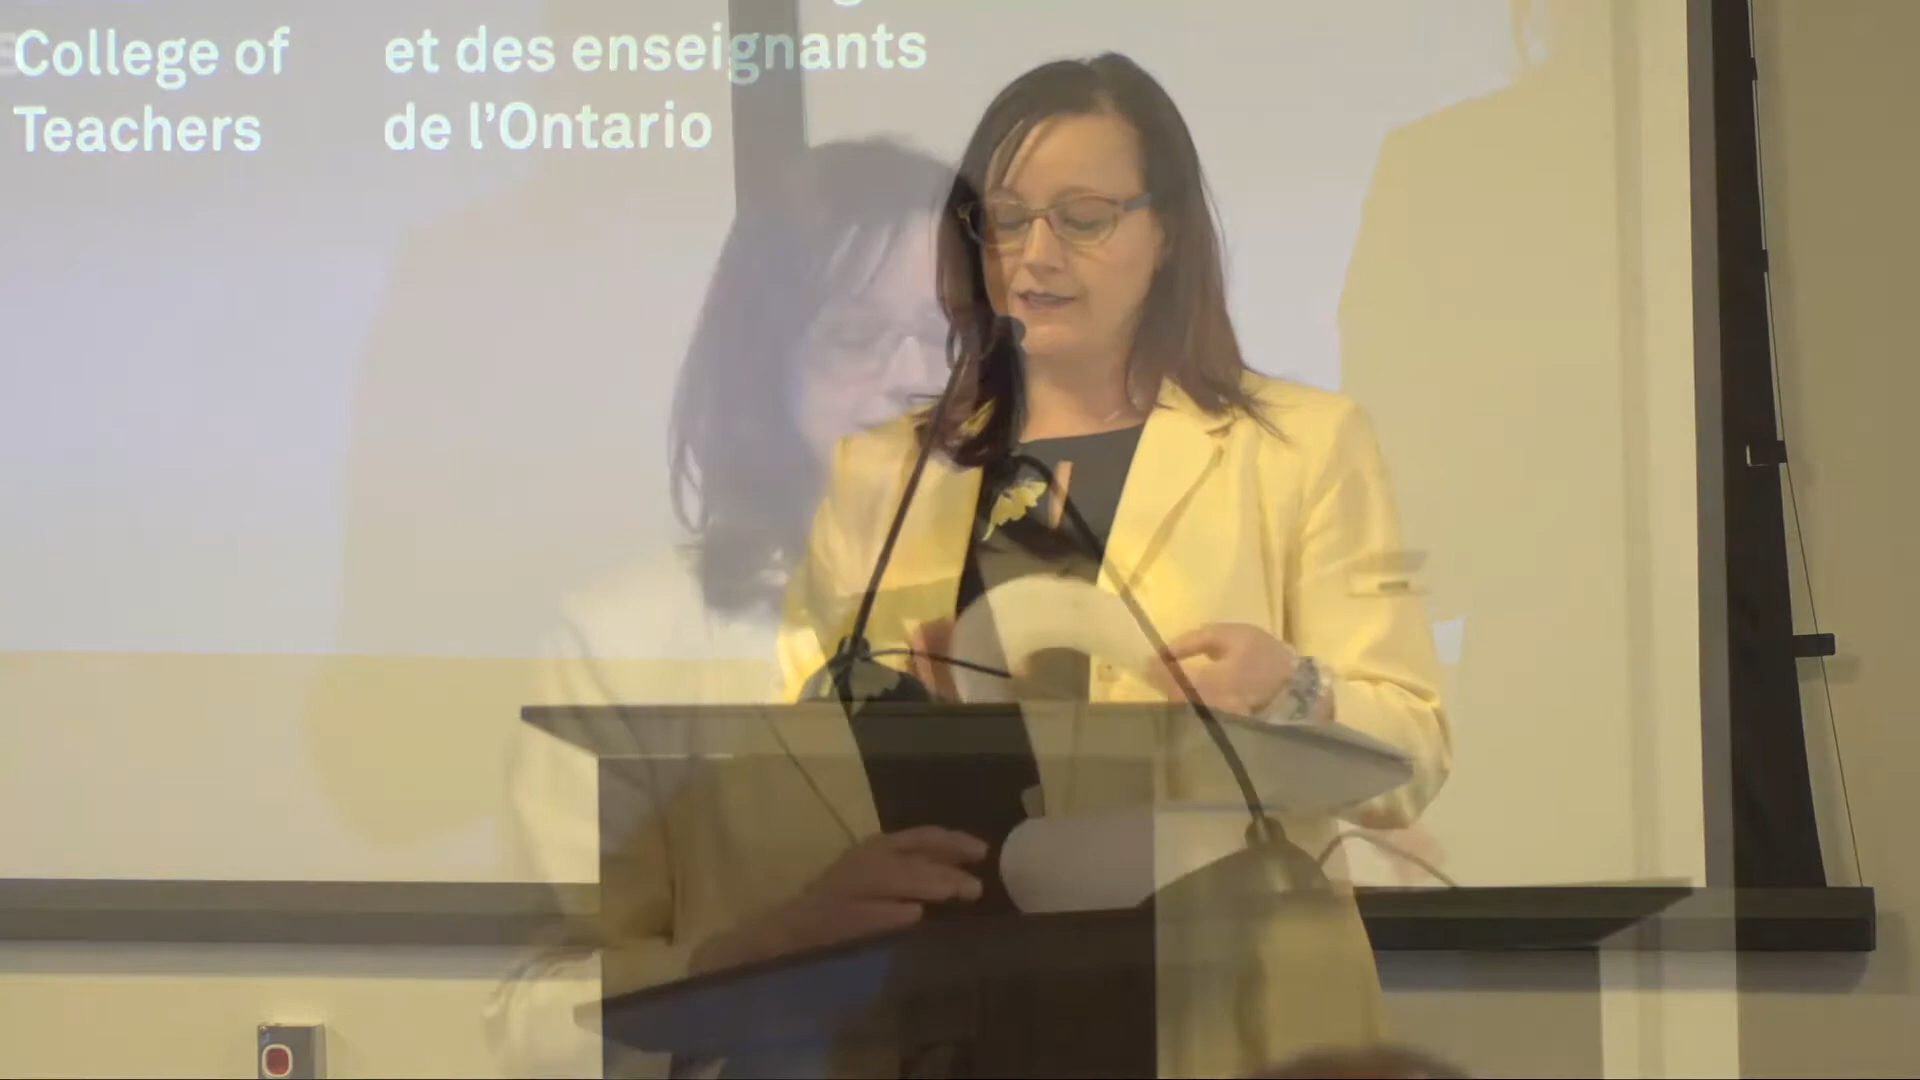 College of
Teachers
et des enseignants
de l'Ontario